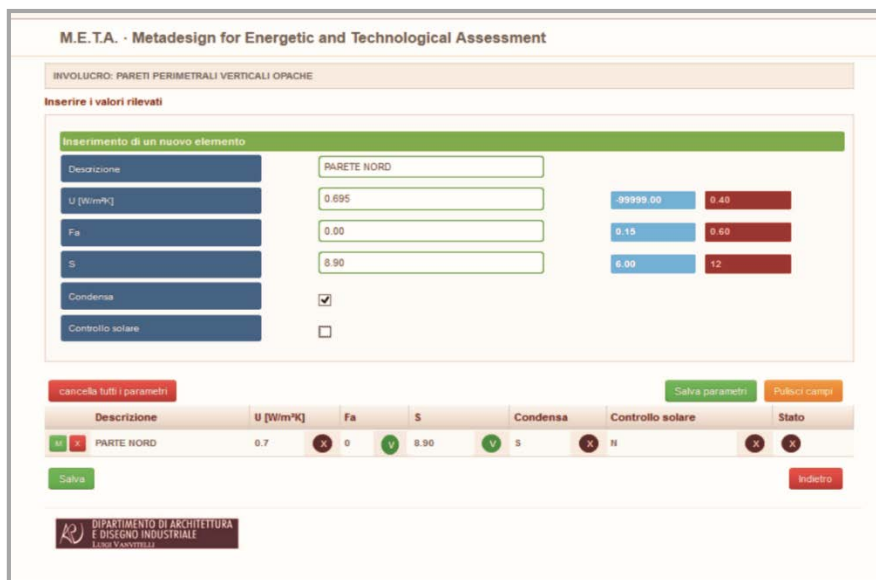 M.E.T.A. - Metadesign for Energetic and Technological Assessment
INVOLUCRO: PARETI PERIMETRALI VERTICALI OPACHE
Inserire i valori rilevati
Inserimento di un nuovo elemento
Descrizione PARETE NORD
U [W/m²K] 0.695 -99999.00 0.40
Fa 0.00 0.15 0.60
S 8.90 6.00 12
Condensa
Controllo solare
cancella tutti i parametri Salva parametri Pulisci campi
Descrizione U [W/m²K] Fa S Condensa Controllo solare Stato
M X PARTE NORD 0.7 X 0 V 8.90 V S X N X X
Salva Indietro
DIPARTIMENTO DI ARCHITETTURA
E DISEGNO INDUSTRIALE
LUIGI VANVITELLI